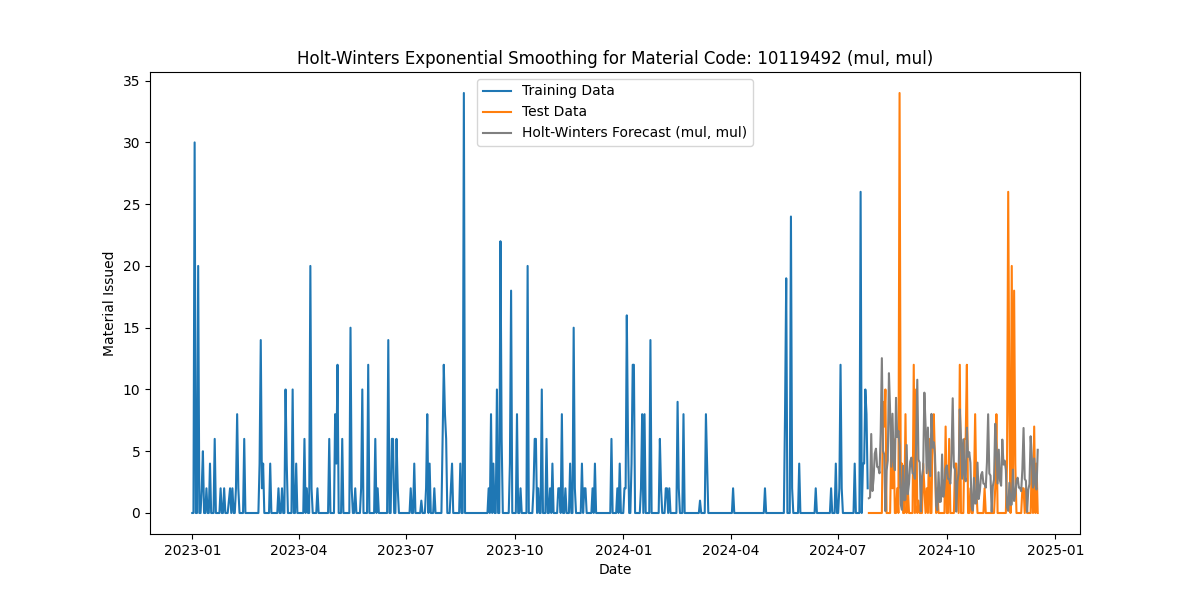 Holt-Winters Exponential Smoothing for Material Code: 10119492 (mul, mul)
Training Data
Test Data
Holt-Winters Forecast (mul, mul)
Material Issued
35
30
25
20
15
10
5
0
2023-01
2023-04
2023-07
2023-10
2024-01
2024-04
2024-07
2024-10
2025-01
Date